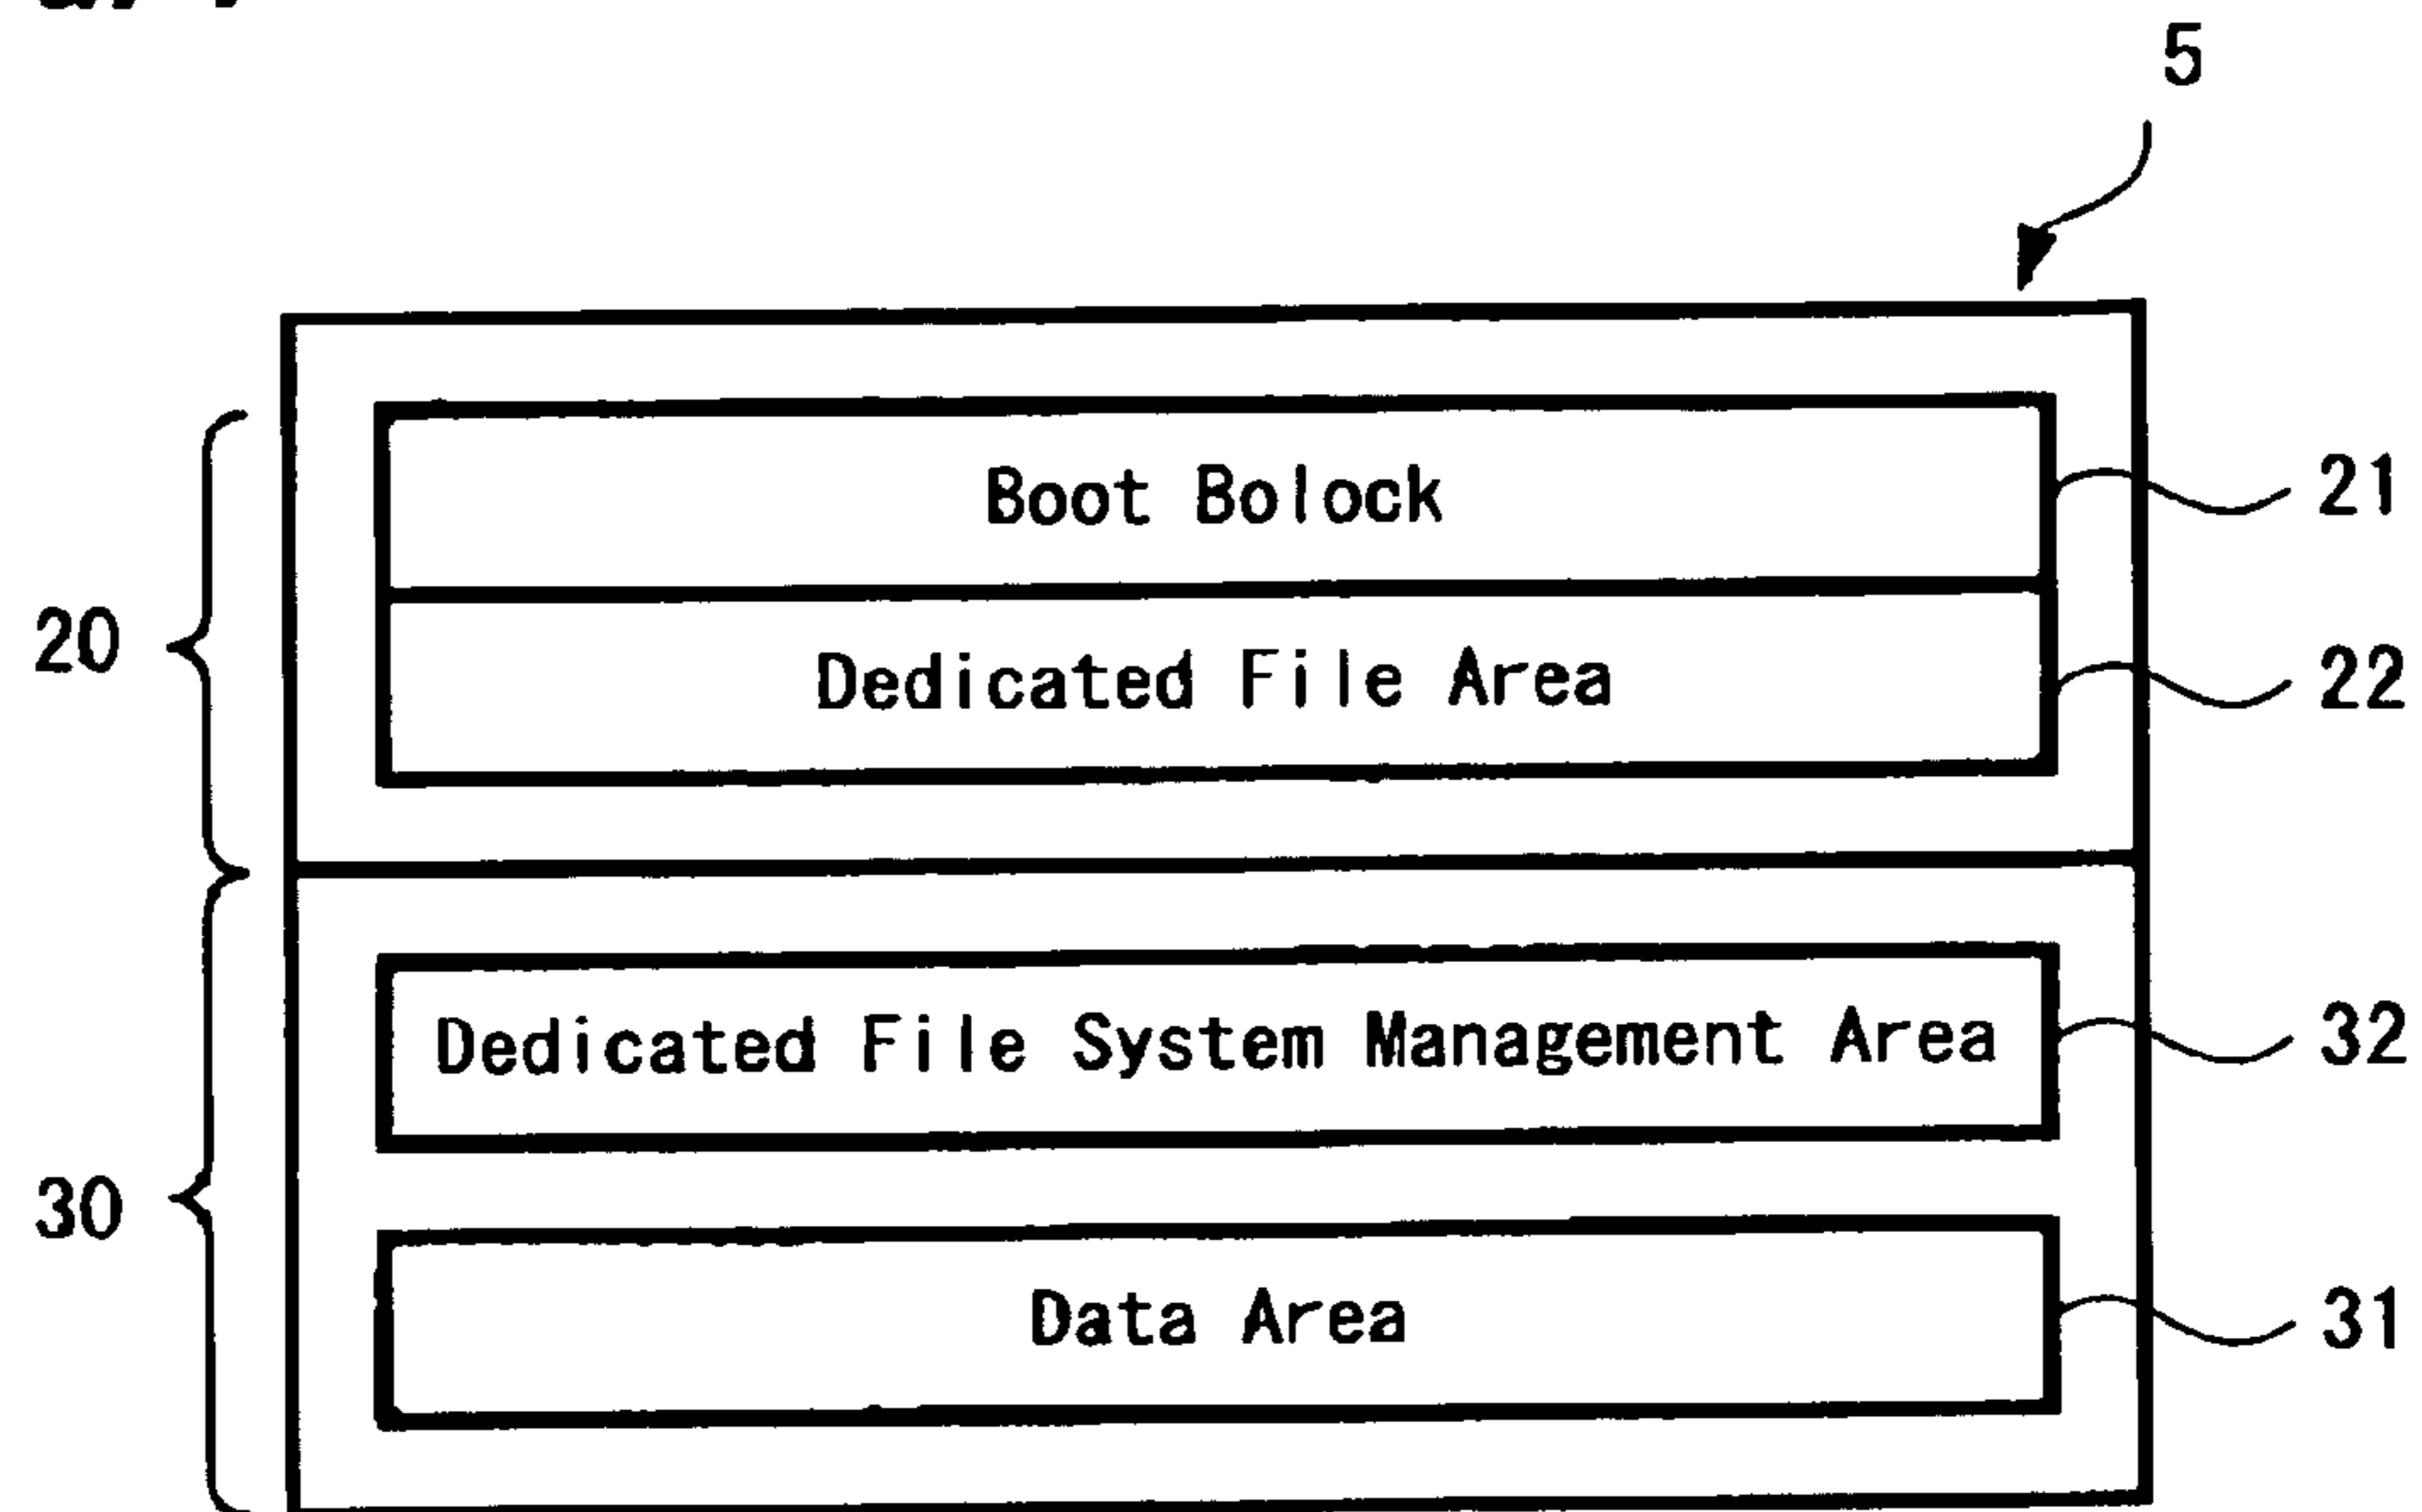 5
Boot Bolock 21
20
Dedicated File Area 22
Dedicated File System Management Area 32
30
Data Area 31